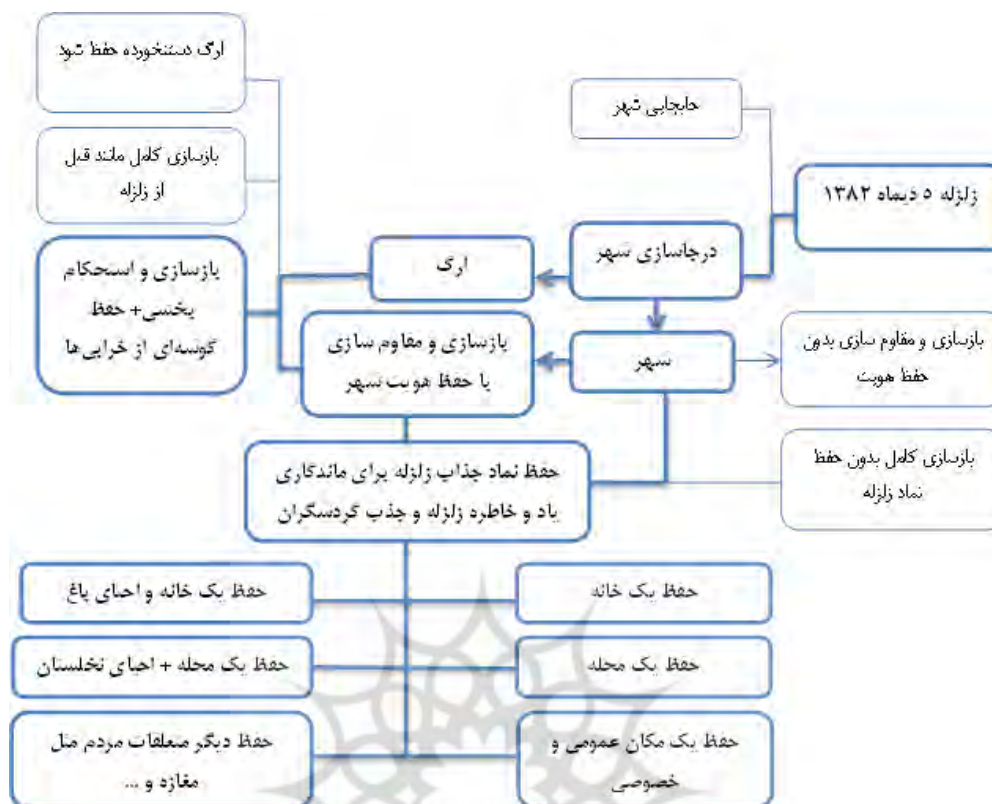 ارگ دستنخورده حفظ شود
جابجایی شهر
بازسازی کامل مانند قبل
از زلزله
زلزله ۵ دیماه ۱۳۸۲
درجاسازی شهر
ارگ
بازسازی و استحکام
بخشی+ حفظ
گوشه‌ای از خرابی‌ها
بازسازی و مقاوم سازی
با حفظ هویت شهر
شهر
بازسازی و مقاوم سازی بدون
حفظ هویت
حفظ نماد جذاب زلزله برای ماندگاری
یاد و خاطره زلزله و جذب گردشگران
بازسازی کامل بدون حفظ
نماد زلزله
حفظ یک خانه
حفظ یک خانه و احیای باغ
حفظ یک محله
حفظ یک محله + احیای نخلستان
حفظ یک مکان عمومی و
خصوصی
حفظ دیگر متعلقات مردم مثل
مغازه و ...